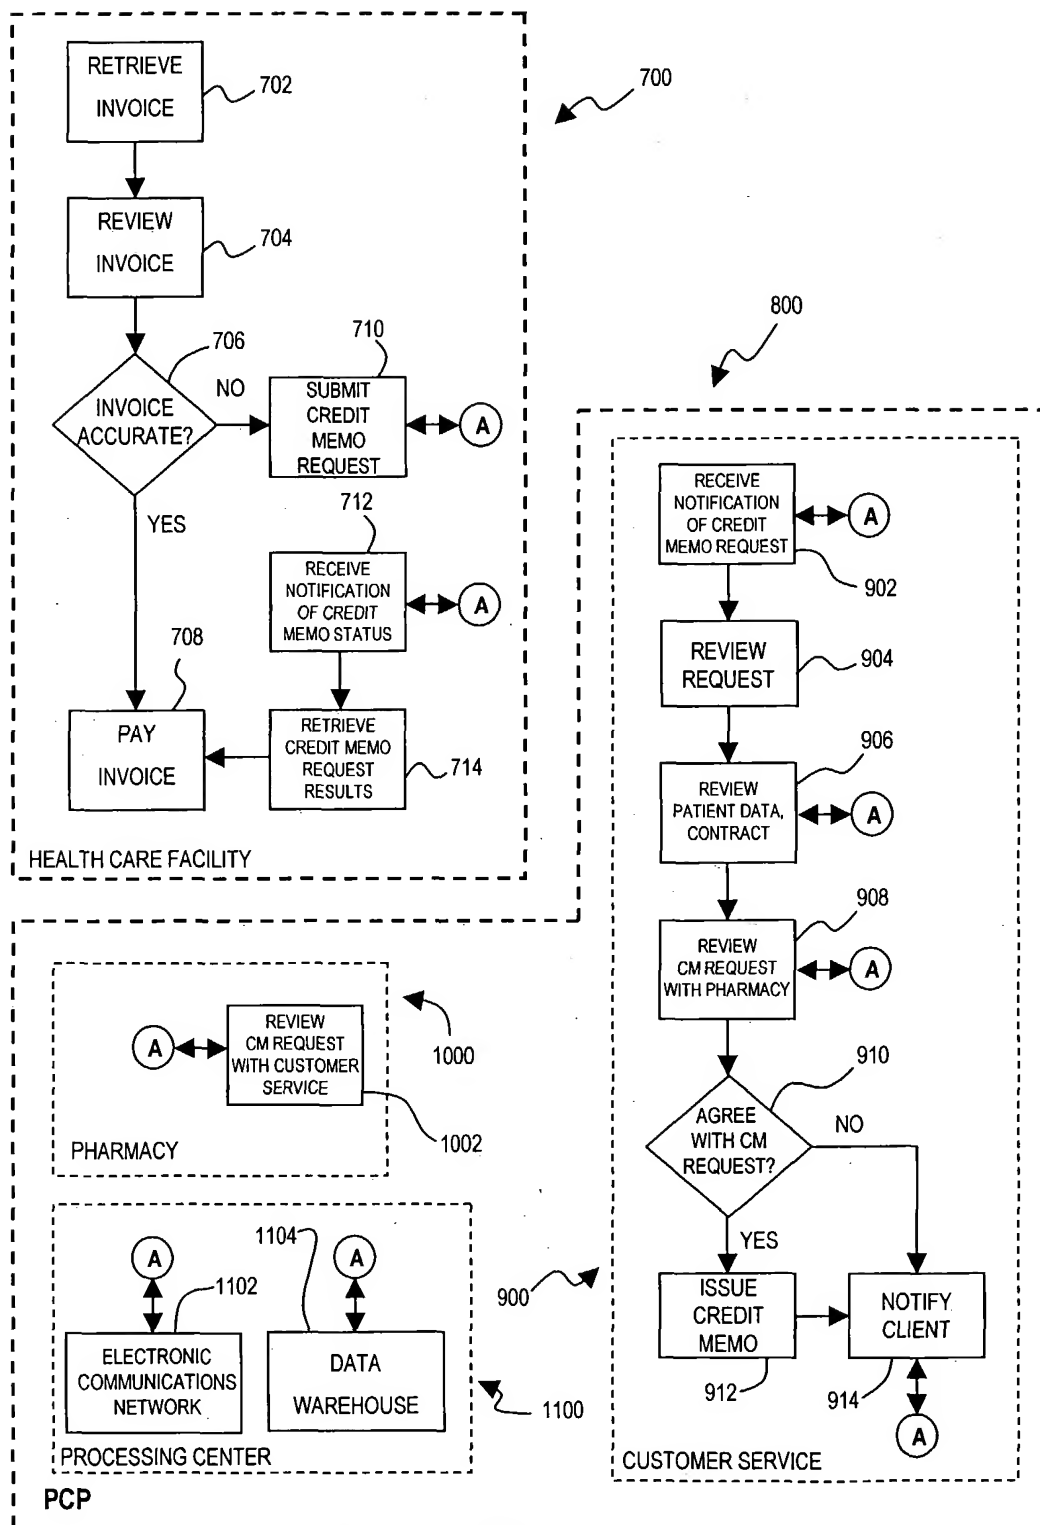 RETRIEVE
INVOICE
702
700
REVIEW
INVOICE
704
706
INVOICE
ACCURATE?
NO
YES
710
SUBMIT
CREDIT
MEMO
REQUEST
A
712
RECEIVE
NOTIFICATION
OF CREDIT
MEMO STATUS
A
708
PAY
INVOICE
RETRIEVE
CREDIT MEMO
REQUEST
RESULTS
714
HEALTH CARE FACILITY
800
RECEIVE
NOTIFICATION
OF CREDIT
MEMO REQUEST
A
902
REVIEW
REQUEST
904
906
REVIEW
PATIENT DATA,
CONTRACT
A
908
REVIEW
CM REQUEST
WITH PHARMACY
A
910
AGREE
WITH CM
REQUEST?
NO
YES
900
ISSUE
CREDIT
MEMO
912
NOTIFY
CLIENT
914
A
CUSTOMER SERVICE
A
REVIEW
CM REQUEST
WITH CUSTOMER
SERVICE
1000
1002
PHARMACY
A
1102
ELECTRONIC
COMMUNICATIONS
NETWORK
1104
A
DATA
WAREHOUSE
1100
PROCESSING CENTER
PCP